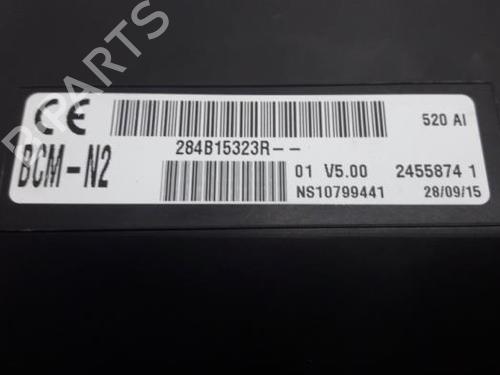 CE
520 AI
284B15323R--
BCM-N2
01 V5.00 2455874 1
NS10799441 28/09/15